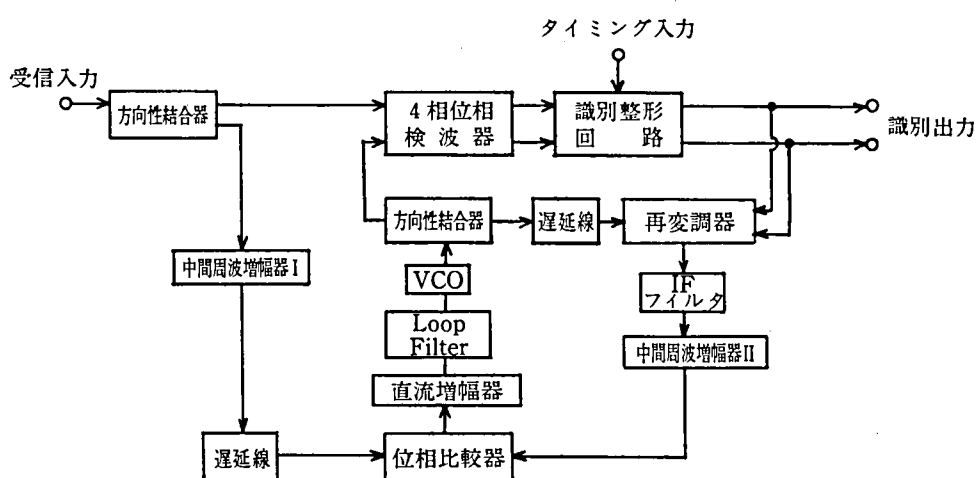 タイミング入力
受信入力
方向性結合器
4相位相
検波器
識別整形
回路
識別出力
方向性結合器
遅延線
再変調器
中間周波増幅器I
VCO
IF
フィルタ
Loop
Filter
中間周波増幅器II
直流増幅器
遅延線
位相比較器